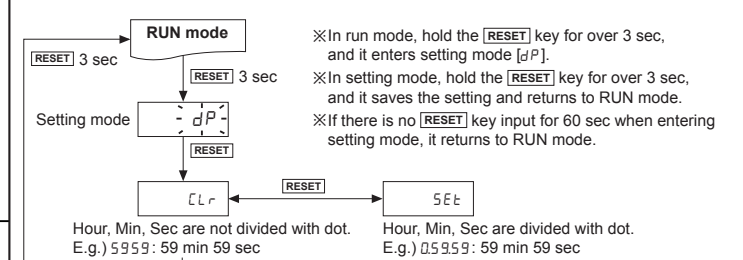 RUN mode
RESET 3 sec
RESET 3 sec
※In run mode, hold the RESET key for over 3 sec,
and it enters setting mode [dP].
※In setting mode, hold the RESET key for over 3 sec,
and it saves the setting and returns to RUN mode.
※If there is no RESET key input for 60 sec when entering
setting mode, it returns to RUN mode.
Setting mode
dP
RESET
CLr
RESET
SEt
Hour, Min, Sec are not divided with dot.
E.g.) 5959: 59 min 59 sec
Hour, Min, Sec are divided with dot.
E.g.) 0.59.59: 59 min 59 sec